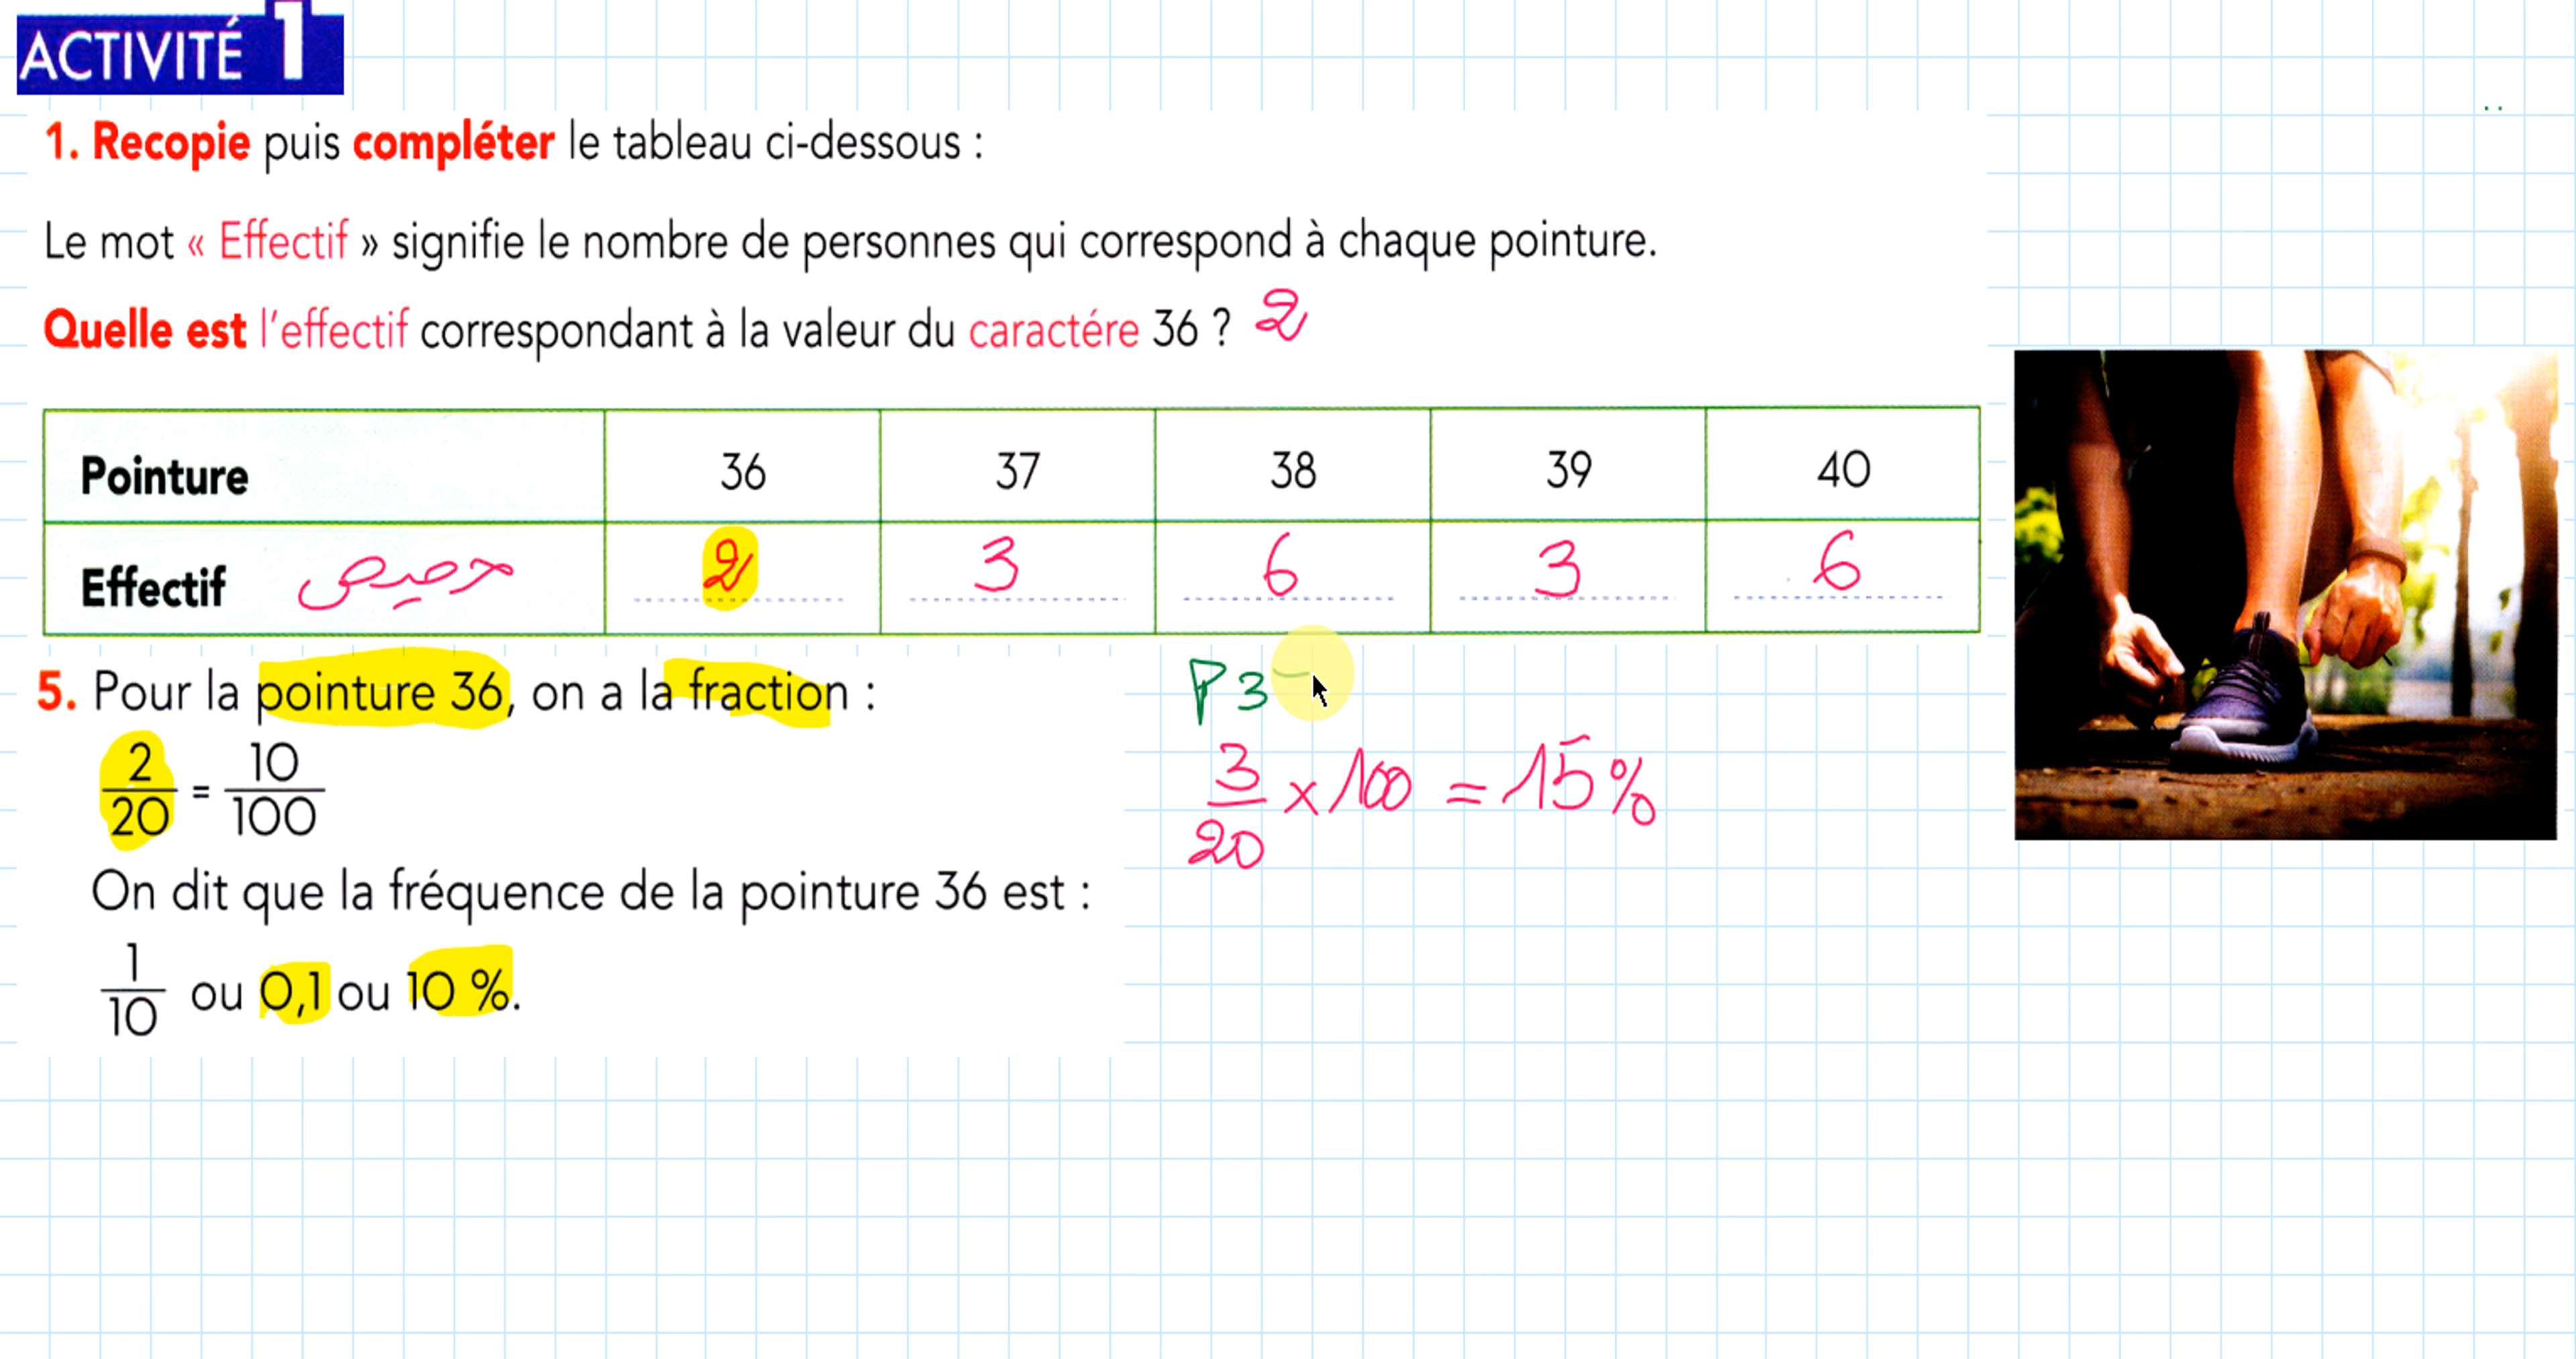 ACTIVITÉ 1
1. Recopie puis compléter le tableau ci-dessous :
Le mot « Effectif » signifie le nombre de personnes qui correspond à chaque pointure.
Quelle est l'effectif correspondant à la valeur du caractére 36 ? 2
Pointure 36 37 38 39 40
Effectif 2 3 6 3 6
5. Pour la pointure 36, on a la fraction :
2/20 = 10/100
On dit que la fréquence de la pointure 36 est :
1/10 ou 0,1 ou 10 %.
P 3
3/20 × 100 = 15 %